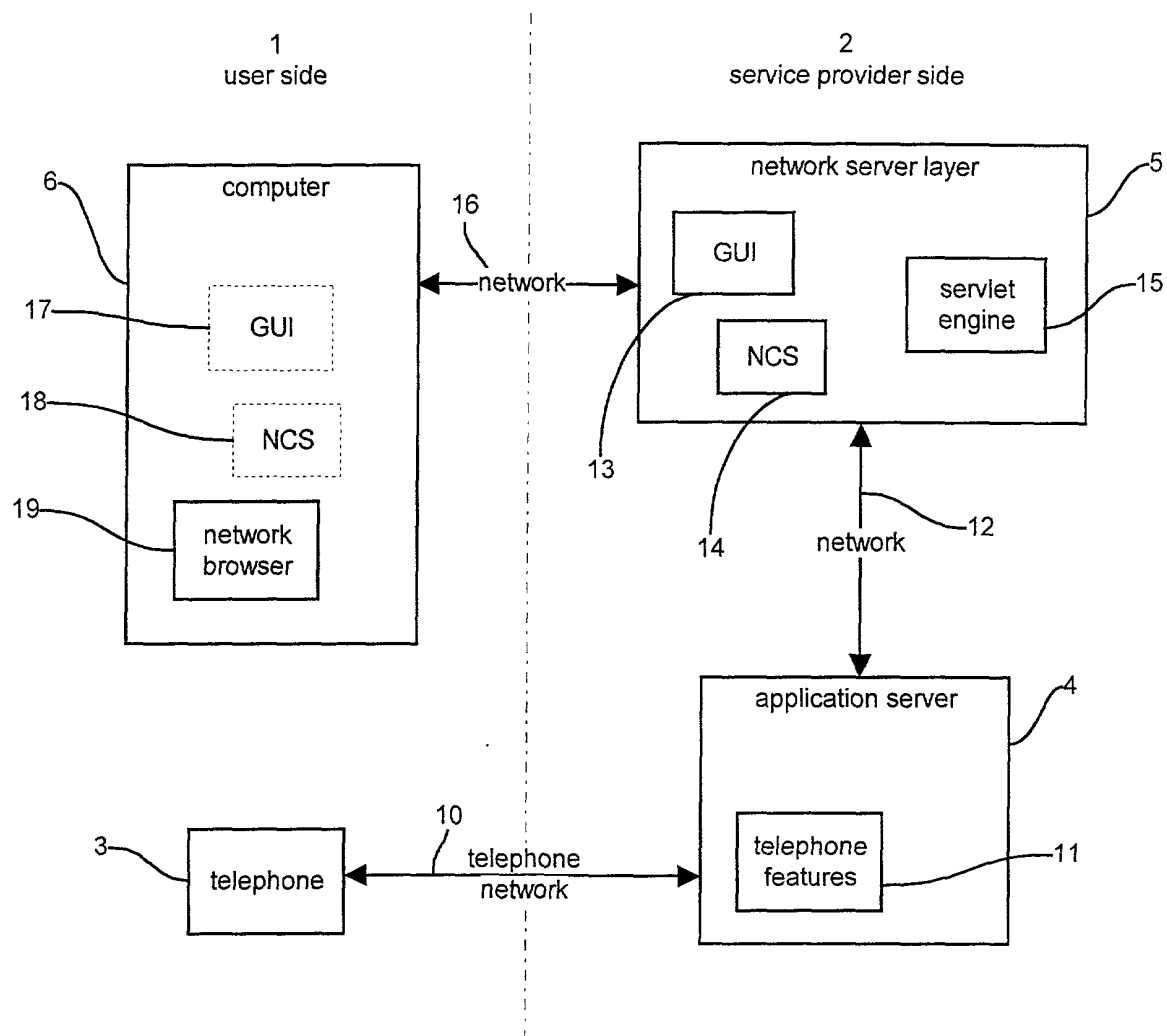 1
user side
2
service provider side
6
computer
16
network
network server layer
5
GUI
servlet
engine
15
NCS
13
14
17
GUI
18
NCS
19
network
browser
12
network
application server
4
3
telephone
10
telephone
network
telephone
features
11